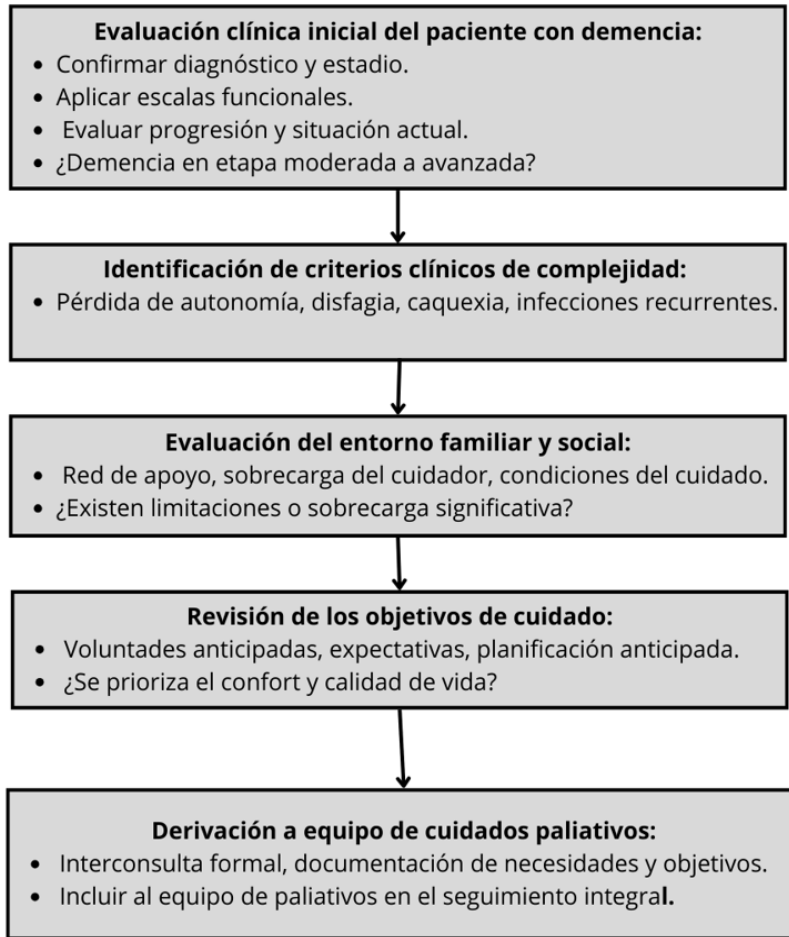 Evaluación clínica inicial del paciente con demencia:
• Confirmar diagnóstico y estadio.
• Aplicar escalas funcionales.
• Evaluar progresión y situación actual.
• ¿Demencia en etapa moderada a avanzada?
Identificación de criterios clínicos de complejidad:
• Pérdida de autonomía, disfagia, caquexia, infecciones recurrentes.
Evaluación del entorno familiar y social:
• Red de apoyo, sobrecarga del cuidador, condiciones del cuidado.
• ¿Existen limitaciones o sobrecarga significativa?
Revisión de los objetivos de cuidado:
• Voluntades anticipadas, expectativas, planificación anticipada.
• ¿Se prioriza el confort y calidad de vida?
Derivación a equipo de cuidados paliativos:
• Interconsulta formal, documentación de necesidades y objetivos.
• Incluir al equipo de paliativos en el seguimiento integral.